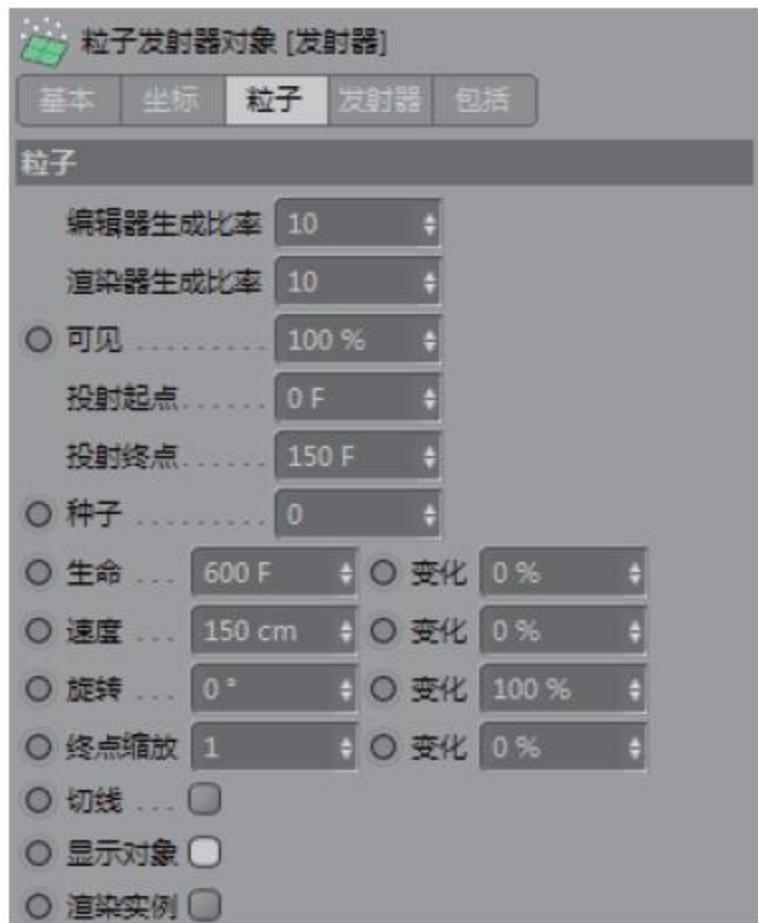 粒子发射器对象 [发射器]
基本 坐标 粒子 发射器 包括
粒子
编辑器生成比率 10
渲染器生成比率 10
可见 ......... 100 %
投射起点...... 0 F
投射终点...... 150 F
种子 ......... 0
生命 ... 600 F 变化 0 %
速度 ... 150 cm 变化 0 %
旋转 ... 0 ° 变化 100 %
终点缩放 1 变化 0 %
切线 ...
显示对象
渲染实例